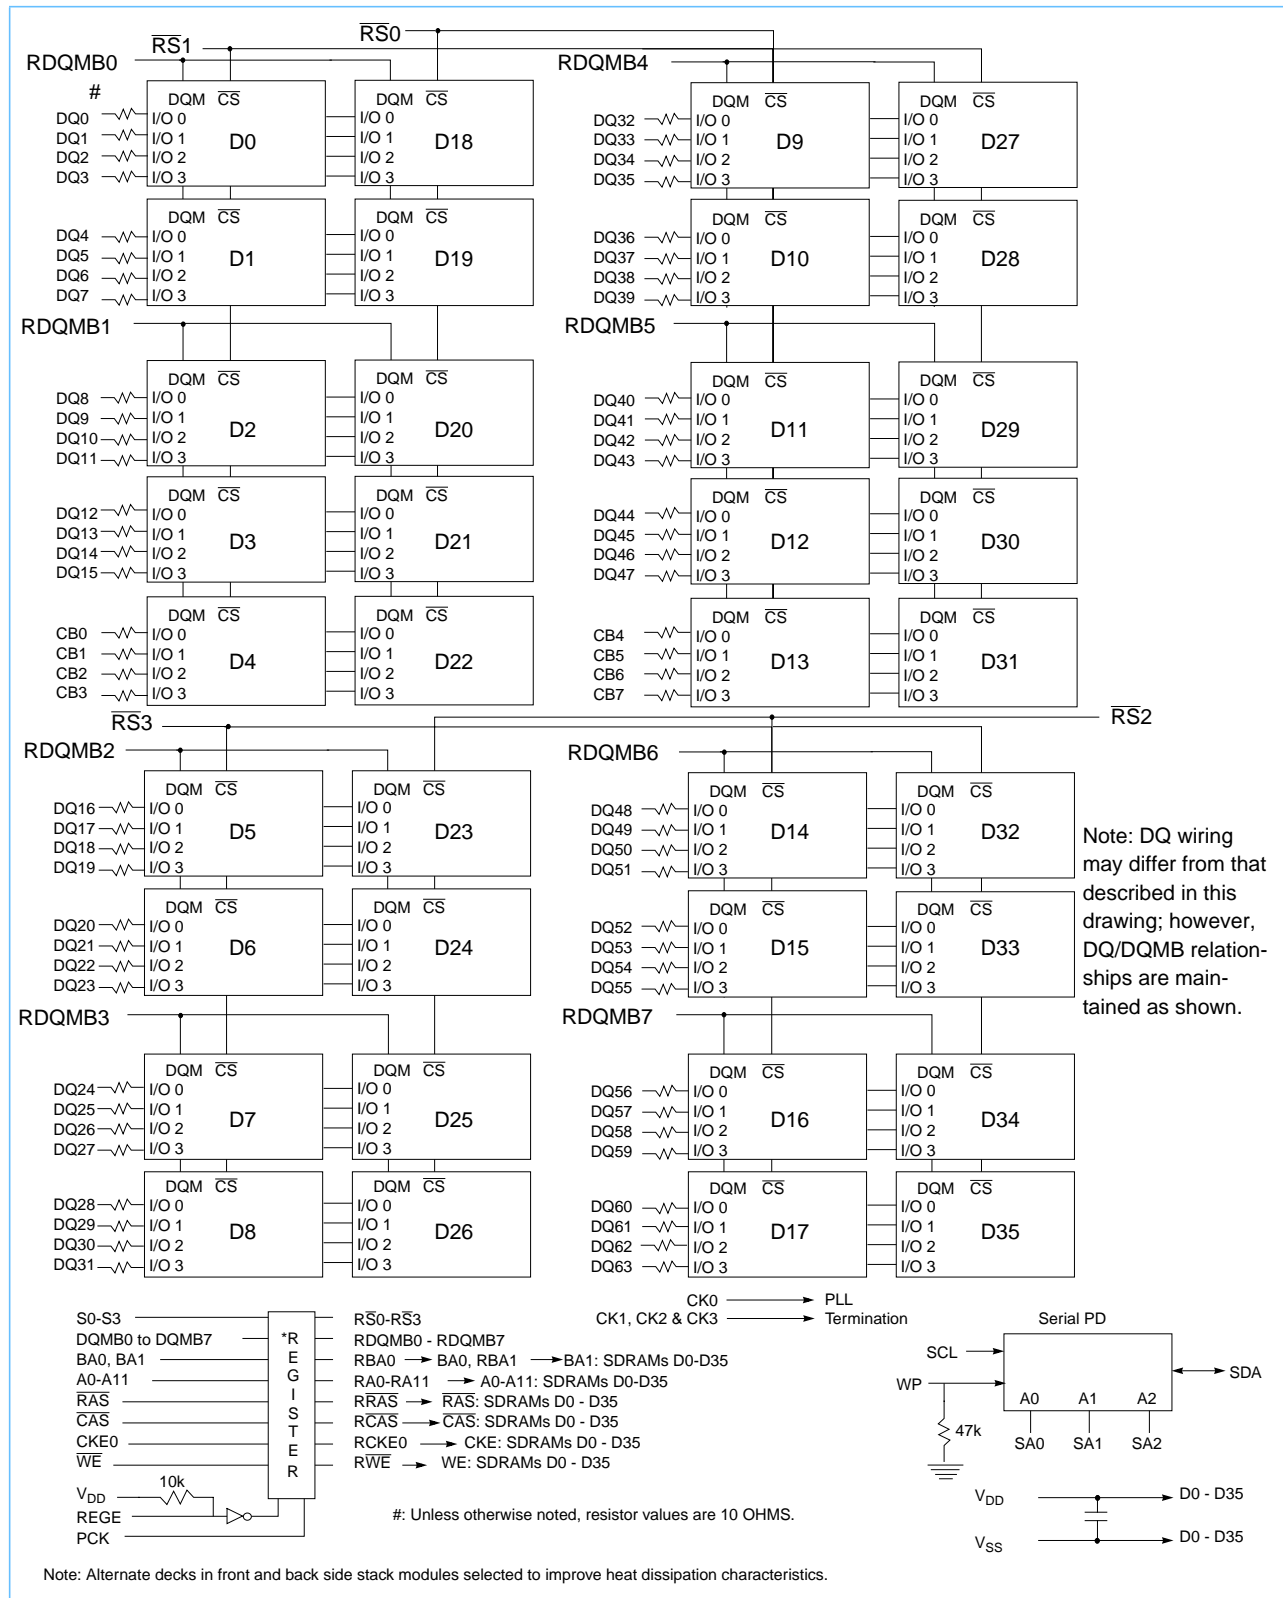 RS0
RS1
RDQMB0
RDQMB4
#
DQM CS
DQM CS
DQM CS
DQM CS
DQ0 I/O 0 I/O 0
DQ1 I/O 1 D0 I/O 1 D18
DQ2 I/O 2 I/O 2
DQ3 I/O 3 I/O 3
DQ32 I/O 0 I/O 0
DQ33 I/O 1 D9 I/O 1 D27
DQ34 I/O 2 I/O 2
DQ35 I/O 3 I/O 3
DQM CS
DQM CS
DQM CS
DQM CS
DQ4 I/O 0 I/O 0
DQ5 I/O 1 D1 I/O 1 D19
DQ6 I/O 2 I/O 2
DQ7 I/O 3 I/O 3
DQ36 I/O 0 I/O 0
DQ37 I/O 1 D10 I/O 1 D28
DQ38 I/O 2 I/O 2
DQ39 I/O 3 I/O 3
RDQMB1
RDQMB5
DQM CS
DQM CS
DQM CS
DQM CS
DQ8 I/O 0 I/O 0
DQ9 I/O 1 D2 I/O 1 D20
DQ10 I/O 2 I/O 2
DQ11 I/O 3 I/O 3
DQ40 I/O 0 I/O 0
DQ41 I/O 1 D11 I/O 1 D29
DQ42 I/O 2 I/O 2
DQ43 I/O 3 I/O 3
DQM CS
DQM CS
DQM CS
DQM CS
DQ12 I/O 0 I/O 0
DQ13 I/O 1 D3 I/O 1 D21
DQ14 I/O 2 I/O 2
DQ15 I/O 3 I/O 3
DQ44 I/O 0 I/O 0
DQ45 I/O 1 D12 I/O 1 D30
DQ46 I/O 2 I/O 2
DQ47 I/O 3 I/O 3
DQM CS
DQM CS
DQM CS
DQM CS
CB0 I/O 0 I/O 0
CB1 I/O 1 D4 I/O 1 D22
CB2 I/O 2 I/O 2
CB3 I/O 3 I/O 3
CB4 I/O 0 I/O 0
CB5 I/O 1 D13 I/O 1 D31
CB6 I/O 2 I/O 2
CB7 I/O 3 I/O 3
RS3
RS2
RDQMB2
RDQMB6
DQM CS
DQM CS
DQM CS
DQM CS
DQ16 I/O 0 I/O 0
DQ17 I/O 1 D5 I/O 1 D23
DQ18 I/O 2 I/O 2
DQ19 I/O 3 I/O 3
DQ48 I/O 0 I/O 0
DQ49 I/O 1 D14 I/O 1 D32
DQ50 I/O 2 I/O 2
DQ51 I/O 3 I/O 3
Note: DQ wiring
may differ from that
described in this
drawing; however,
DQ/DQMB relation-
ships are main-
tained as shown.
DQM CS
DQM CS
DQM CS
DQM CS
DQ20 I/O 0 I/O 0
DQ21 I/O 1 D6 I/O 1 D24
DQ22 I/O 2 I/O 2
DQ23 I/O 3 I/O 3
DQ52 I/O 0 I/O 0
DQ53 I/O 1 D15 I/O 1 D33
DQ54 I/O 2 I/O 2
DQ55 I/O 3 I/O 3
RDQMB3
RDQMB7
DQM CS
DQM CS
DQM CS
DQM CS
DQ24 I/O 0 I/O 0
DQ25 I/O 1 D7 I/O 1 D25
DQ26 I/O 2 I/O 2
DQ27 I/O 3 I/O 3
DQ56 I/O 0 I/O 0
DQ57 I/O 1 D16 I/O 1 D34
DQ58 I/O 2 I/O 2
DQ59 I/O 3 I/O 3
DQM CS
DQM CS
DQM CS
DQM CS
DQ28 I/O 0 I/O 0
DQ29 I/O 1 D8 I/O 1 D26
DQ30 I/O 2 I/O 2
DQ31 I/O 3 I/O 3
DQ60 I/O 0 I/O 0
DQ61 I/O 1 D17 I/O 1 D35
DQ62 I/O 2 I/O 2
DQ63 I/O 3 I/O 3
CK0 PLL
CK1, CK2 & CK3 Termination
S0-S3 RS0-RS3
DQMB0 to DQMB7 RDQMB0 - RDQMB7
BA0, BA1 RBA0 BA0, RBA1 BA1: SDRAMs D0-D35
A0-A11 RA0-RA11 A0-A11: SDRAMs D0-D35
RAS RRAS RAS: SDRAMs D0 - D35
CAS RCAS CAS: SDRAMs D0 - D35
CKE0 RCKE0 CKE: SDRAMs D0 - D35
WE RWE WE: SDRAMs D0 - D35
*R
E
G
I
S
T
E
R
VDD 10k
REGE
PCK
#: Unless otherwise noted, resistor values are 10 OHMS.
Serial PD
SCL
WP
SDA
A0 A1 A2
47k
SA0 SA1 SA2
VDD D0 - D35
VSS D0 - D35
Note: Alternate decks in front and back side stack modules selected to improve heat dissipation characteristics.